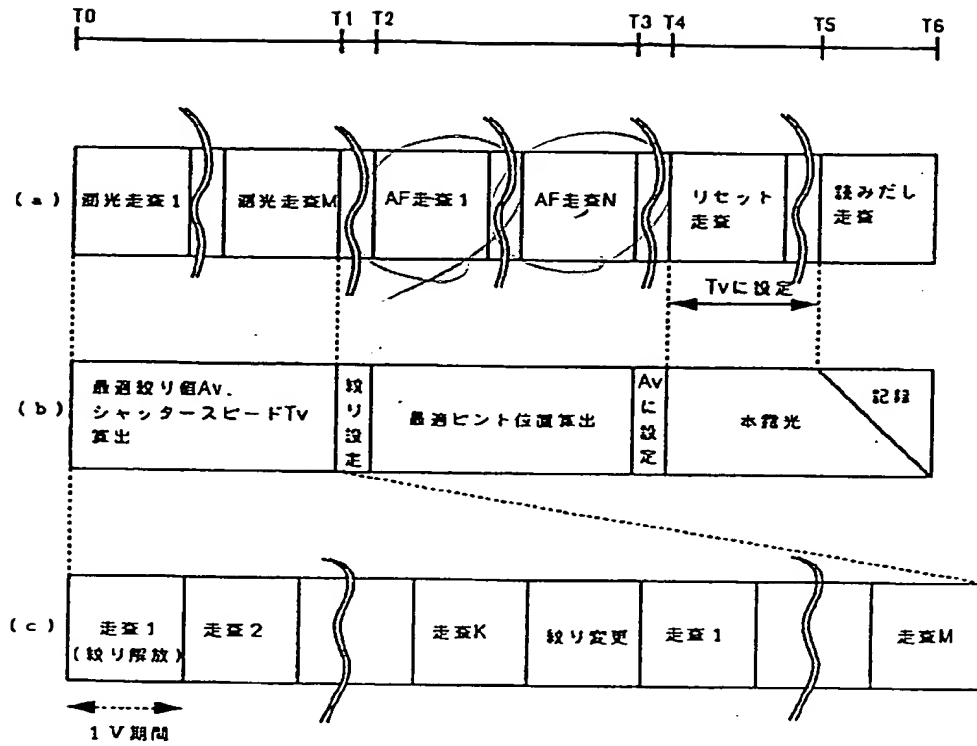 T0 T1 T2 T3 T4 T5 T6
(a) 測光走査1 測光走査M AF走査1 AF走査N リセット走査 読みだし走査
Tvに設定
(b) 最適絞り値Av. シャッタースピードTv 算出 絞り設定 最適ピント位置算出 Avに設定 本露光 記録
(c) 走査1 (絞り解放) 走査2 走査K 絞り変更 走査1 走査M
1V期間